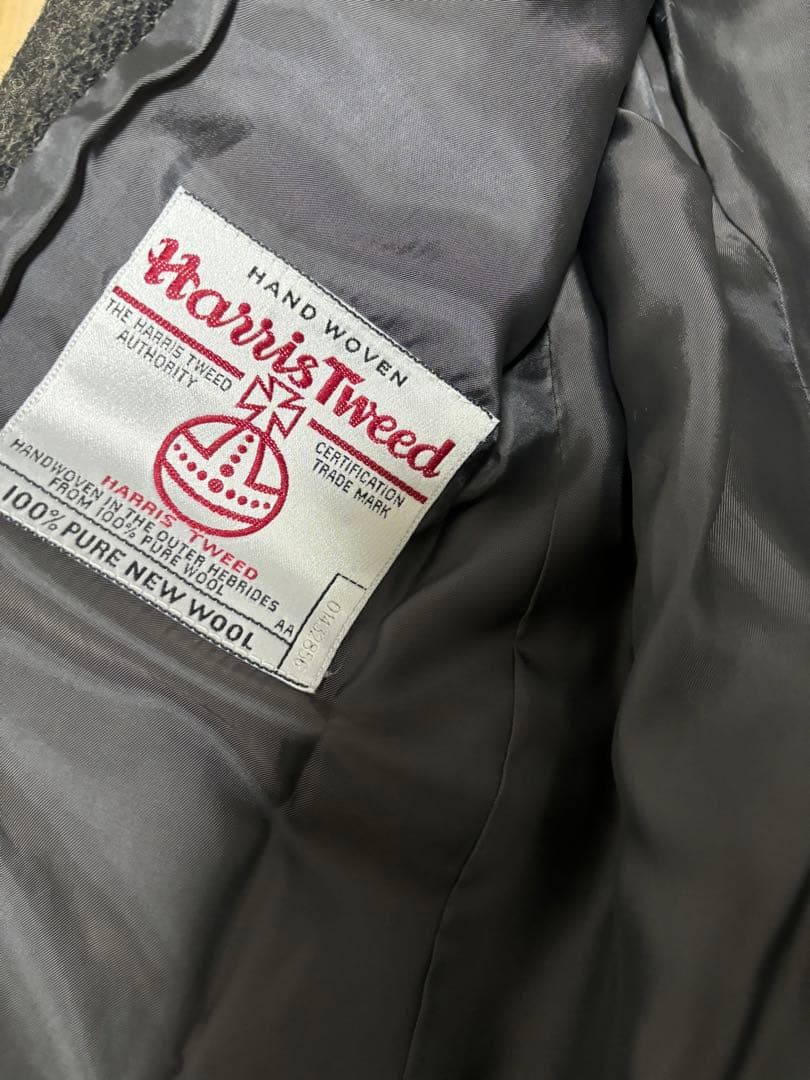 HAND WOVEN
Harris Tweed
THE HARRIS TWEED
AUTHORITY
CERTIFICATION
TRADE MARK
HARRIS TWEED
HANDWOVEN IN THE OUTER HEBRIDES
FROM 100% PURE WOOL
AA
100% PURE NEW WOOL
01452856